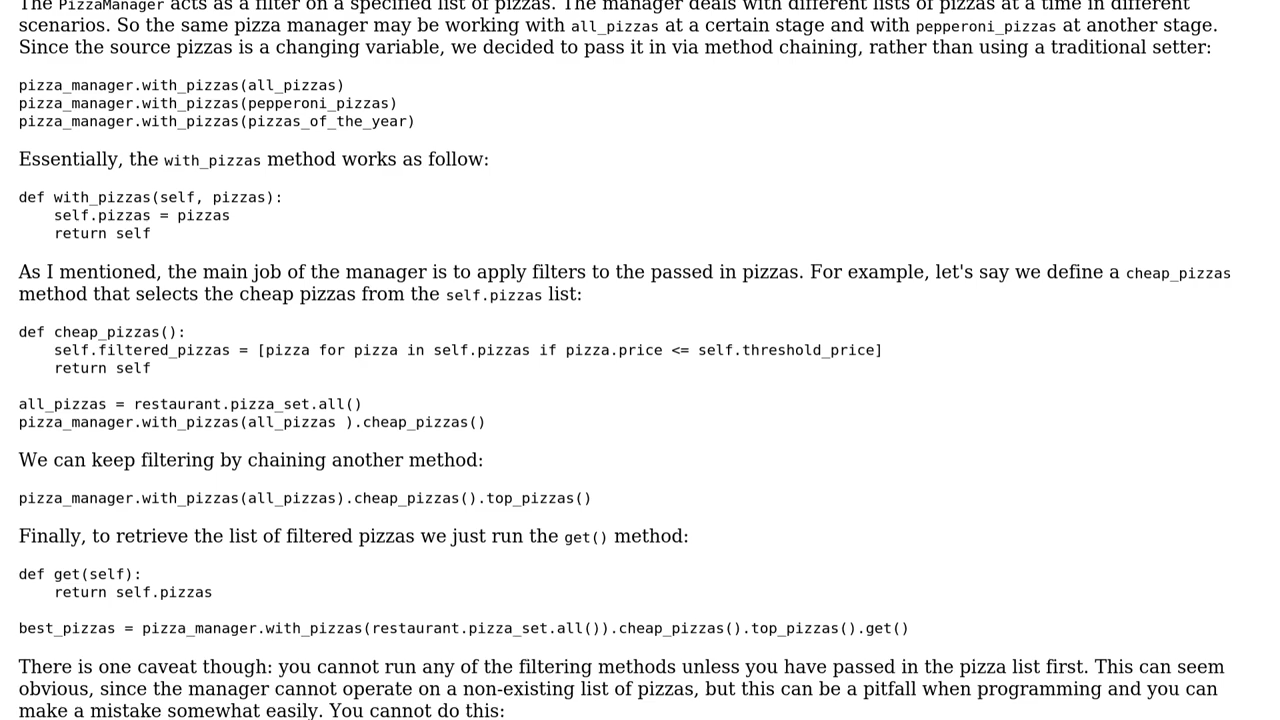 The PizzaManager acts as a filter on a specified list of pizzas. The manager deals with different lists of pizzas at a time in different
scenarios. So the same pizza manager may be working with all_pizzas at a certain stage and with pepperoni_pizzas at another stage.
Since the source pizzas is a changing variable, we decided to pass it in via method chaining, rather than using a traditional setter:
pizza_manager.with_pizzas(all_pizzas)
pizza_manager.with_pizzas(pepperoni_pizzas)
pizza_manager.with_pizzas(pizzas_of_the_year)
Essentially, the with_pizzas method works as follow:
def with_pizzas(self, pizzas):
    self.pizzas = pizzas
    return self
As I mentioned, the main job of the manager is to apply filters to the passed in pizzas. For example, let's say we define a cheap_pizzas
method that selects the cheap pizzas from the self.pizzas list:
def cheap_pizzas():
    self.filtered_pizzas = [pizza for pizza in self.pizzas if pizza.price <= self.threshold_price]
    return self
all_pizzas = restaurant.pizza_set.all()
pizza_manager.with_pizzas(all_pizzas ).cheap_pizzas()
We can keep filtering by chaining another method:
pizza_manager.with_pizzas(all_pizzas).cheap_pizzas().top_pizzas()
Finally, to retrieve the list of filtered pizzas we just run the get() method:
def get(self):
    return self.pizzas
best_pizzas = pizza_manager.with_pizzas(restaurant.pizza_set.all()).cheap_pizzas().top_pizzas().get()
There is one caveat though: you cannot run any of the filtering methods unless you have passed in the pizza list first. This can seem
obvious, since the manager cannot operate on a non-existing list of pizzas, but this can be a pitfall when programming and you can
make a mistake somewhat easily. You cannot do this: